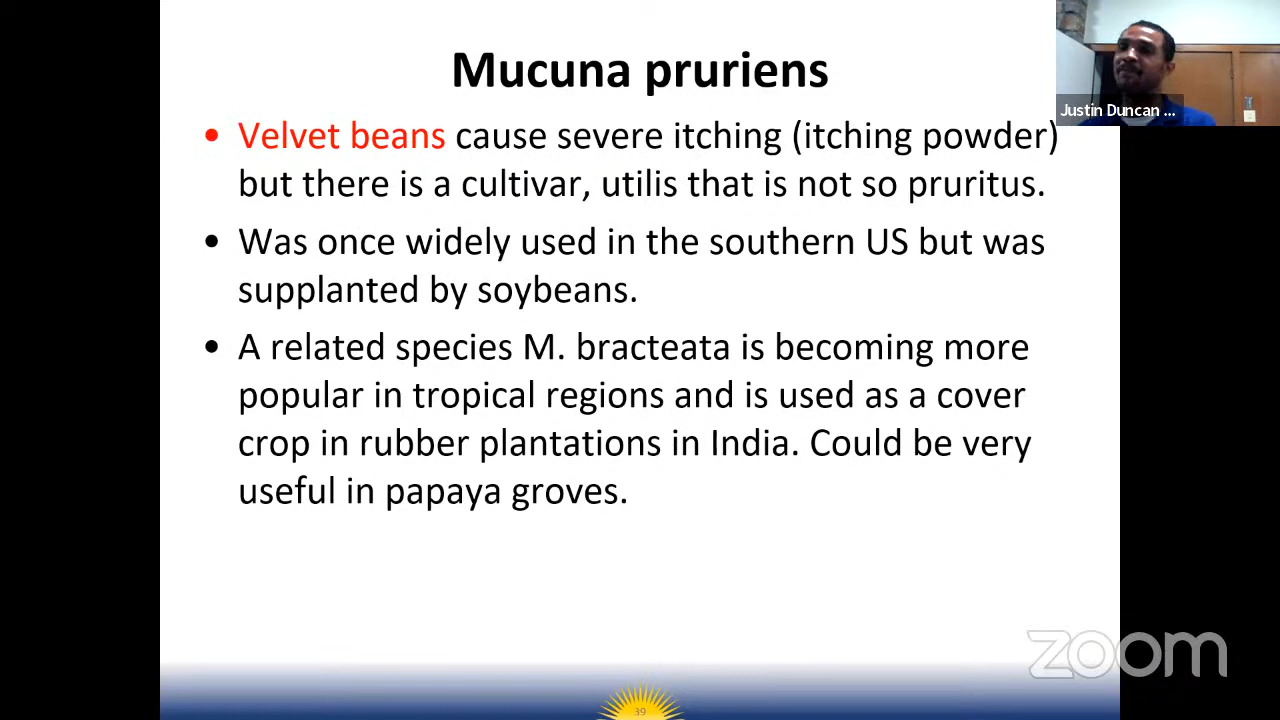 Mucuna pruriens
Justin Duncan ...
• Velvet beans cause severe itching (itching powder)
but there is a cultivar, utilis that is not so pruritus.
• Was once widely used in the southern US but was
supplanted by soybeans.
• A related species M. bracteata is becoming more
popular in tropical regions and is used as a cover
crop in rubber plantations in India. Could be very
useful in papaya groves.
zoom
39